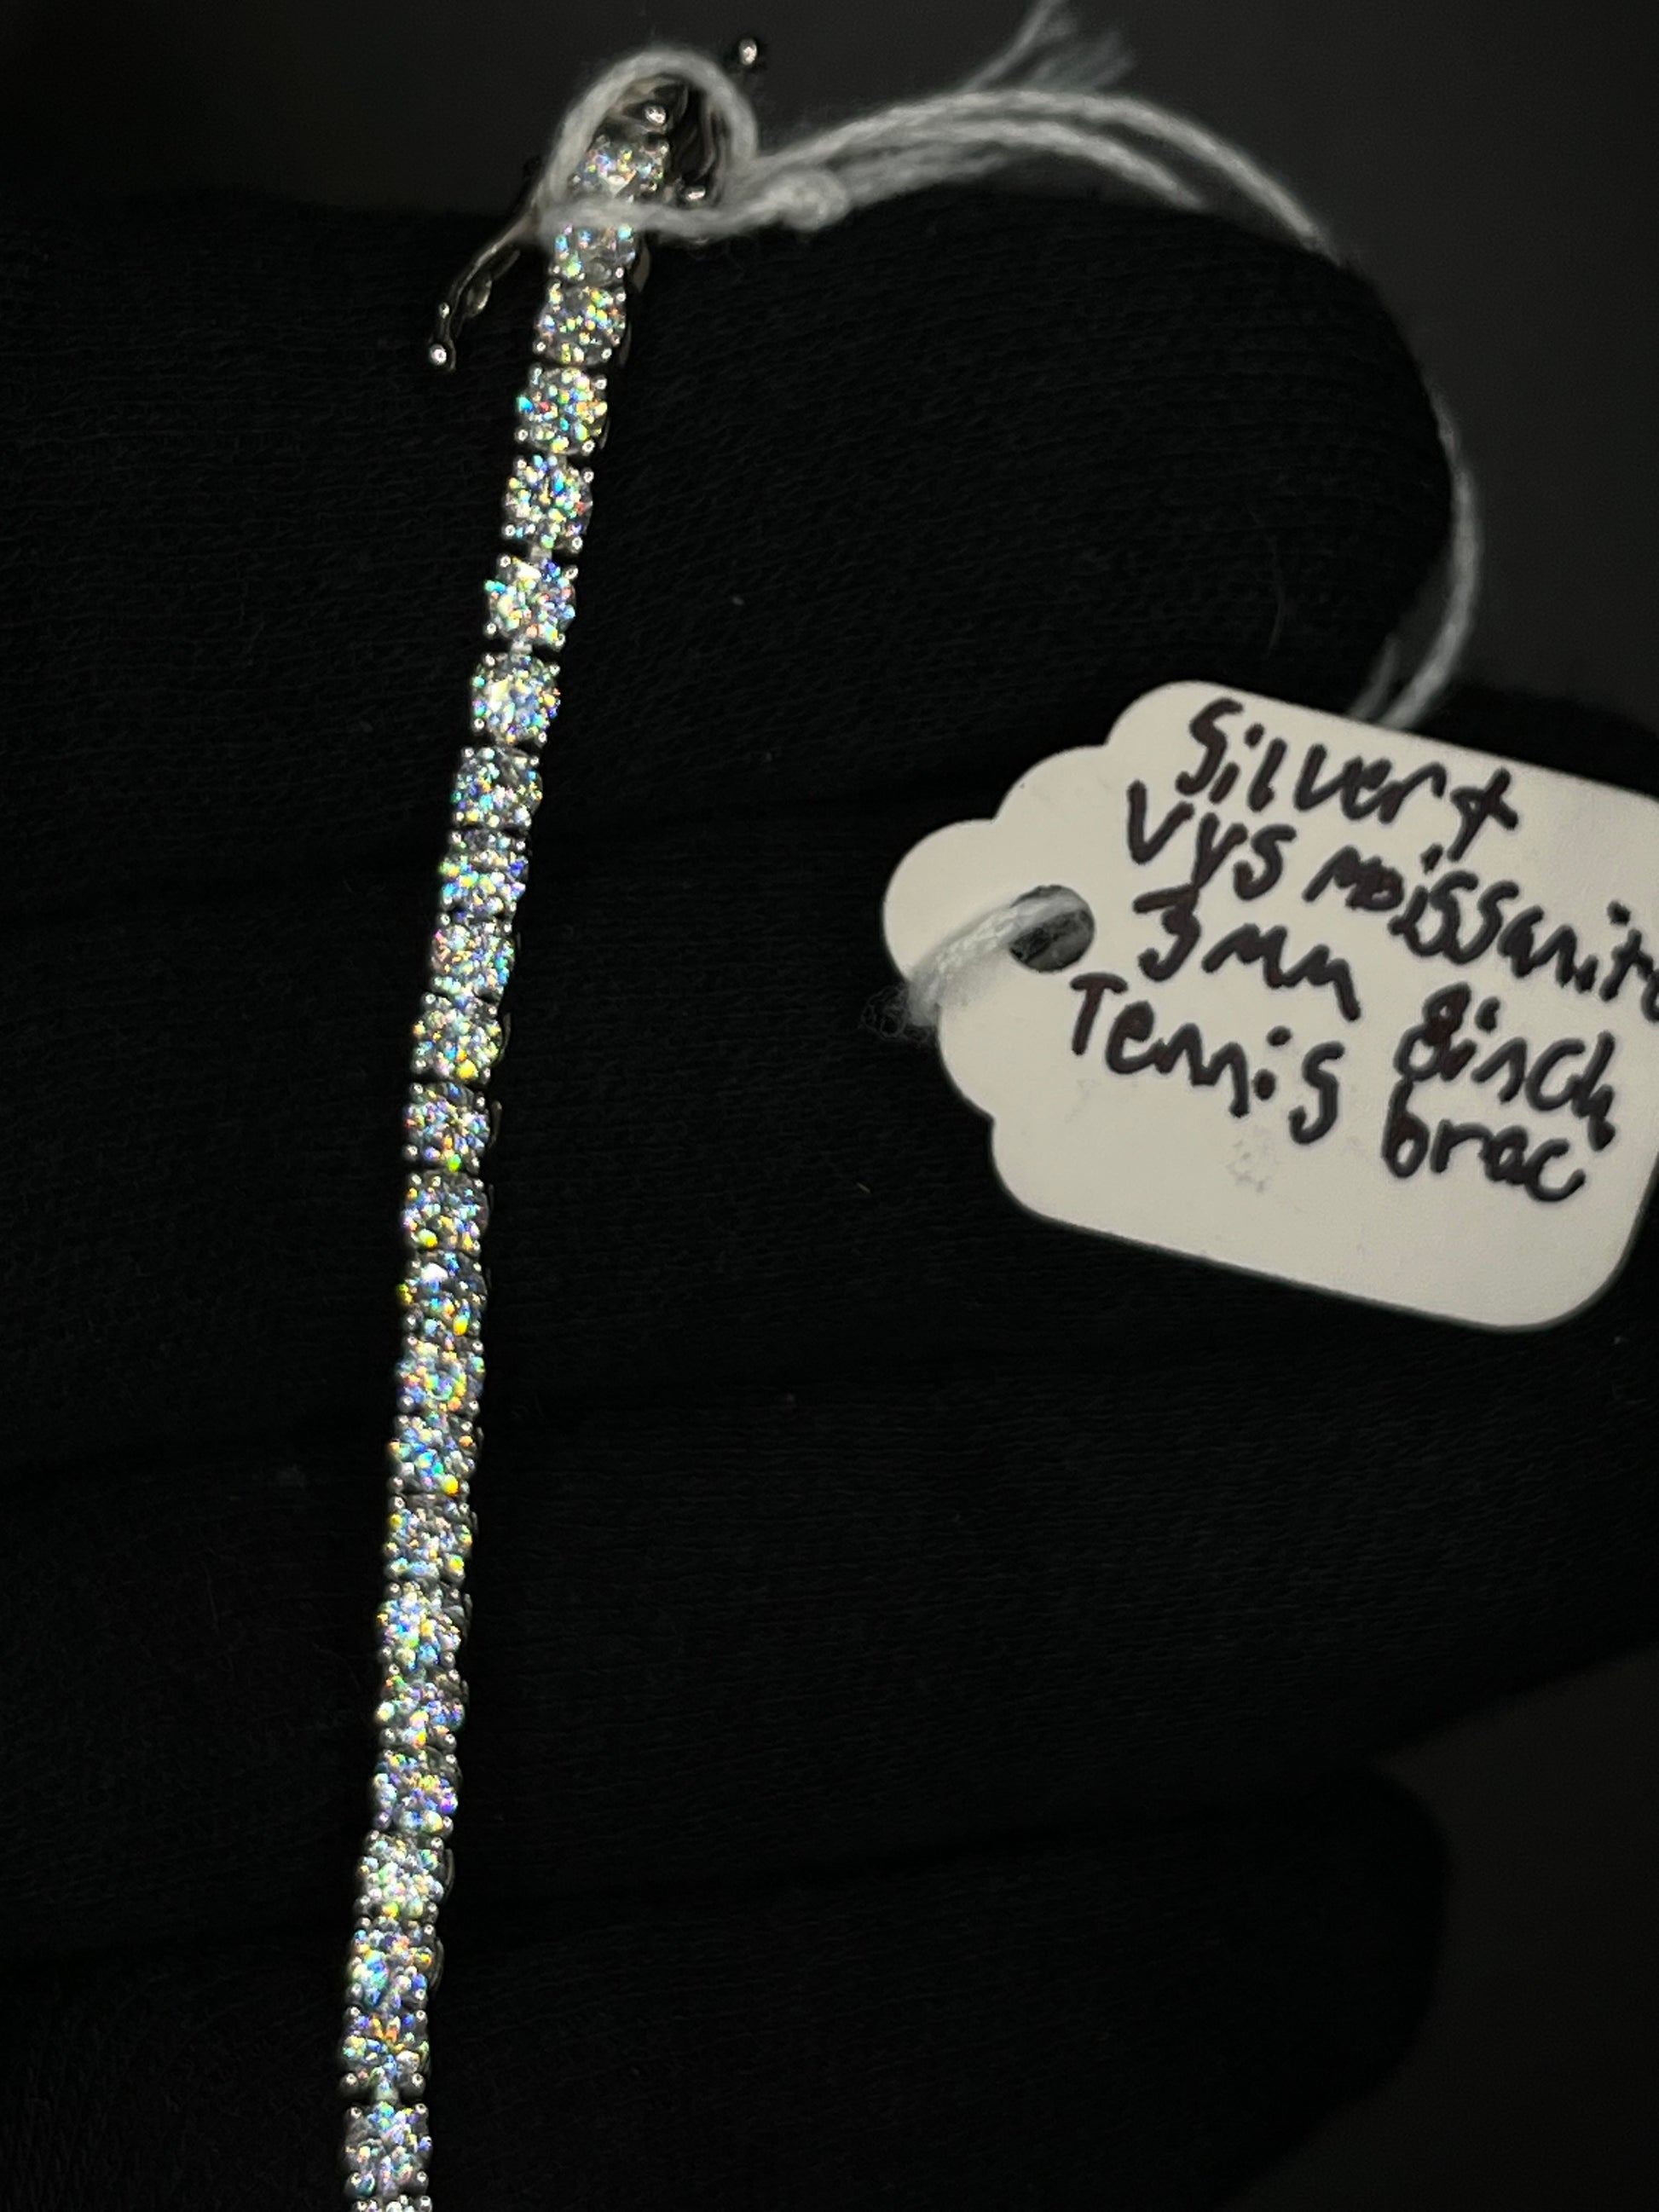 Silver +
VVS Moissanite
3mm 8inch
Tennis brac